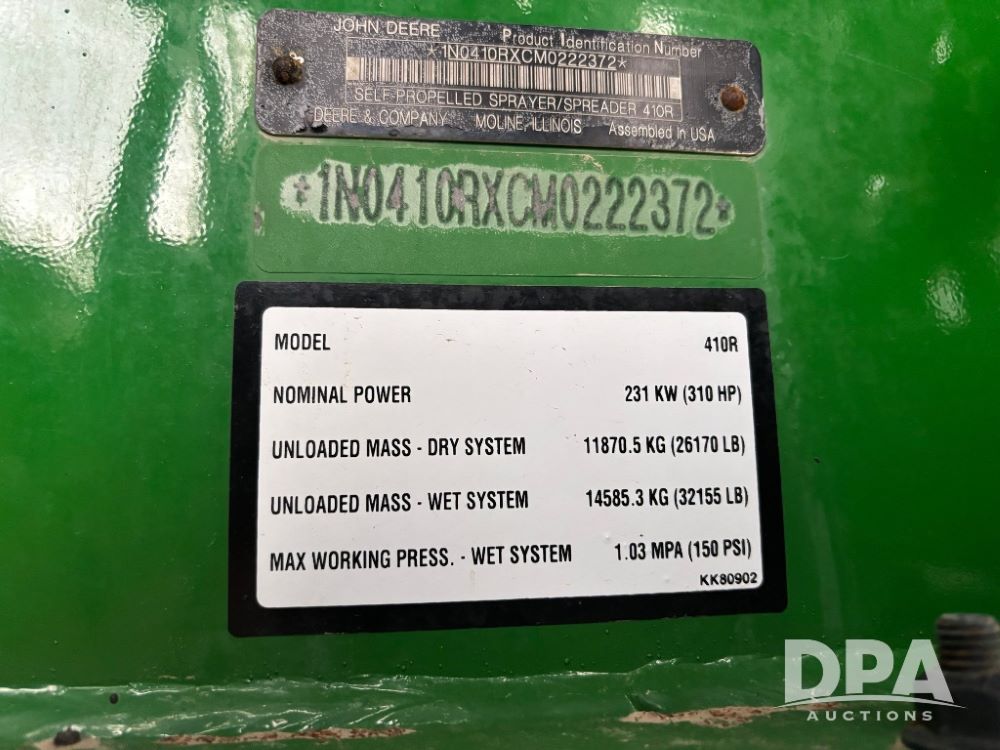 JOHN DEERE Product Identification Number
*1N0410RXCM0222372*
SELF-PROPELLED SPRAYER/SPREADER 410R
DEERE & COMPANY MOLINE, ILLINOIS Assembled in USA
*1N0410RXCM0222372*
MODEL 410R
NOMINAL POWER 231 KW (310 HP)
UNLOADED MASS - DRY SYSTEM 11870.5 KG (26170 LB)
UNLOADED MASS - WET SYSTEM 14585.3 KG (32155 LB)
MAX WORKING PRESS. - WET SYSTEM 1.03 MPA (150 PSI)
KK80902
DPA
AUCTIONS